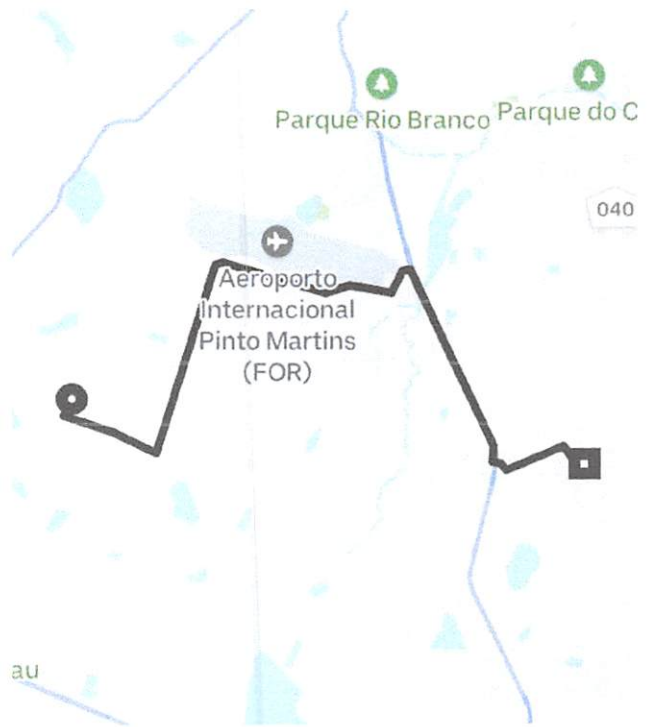 Parque Rio Branco
Parque do C
040
Aeroporto
Internacional
Pinto Martins
(FOR)
au